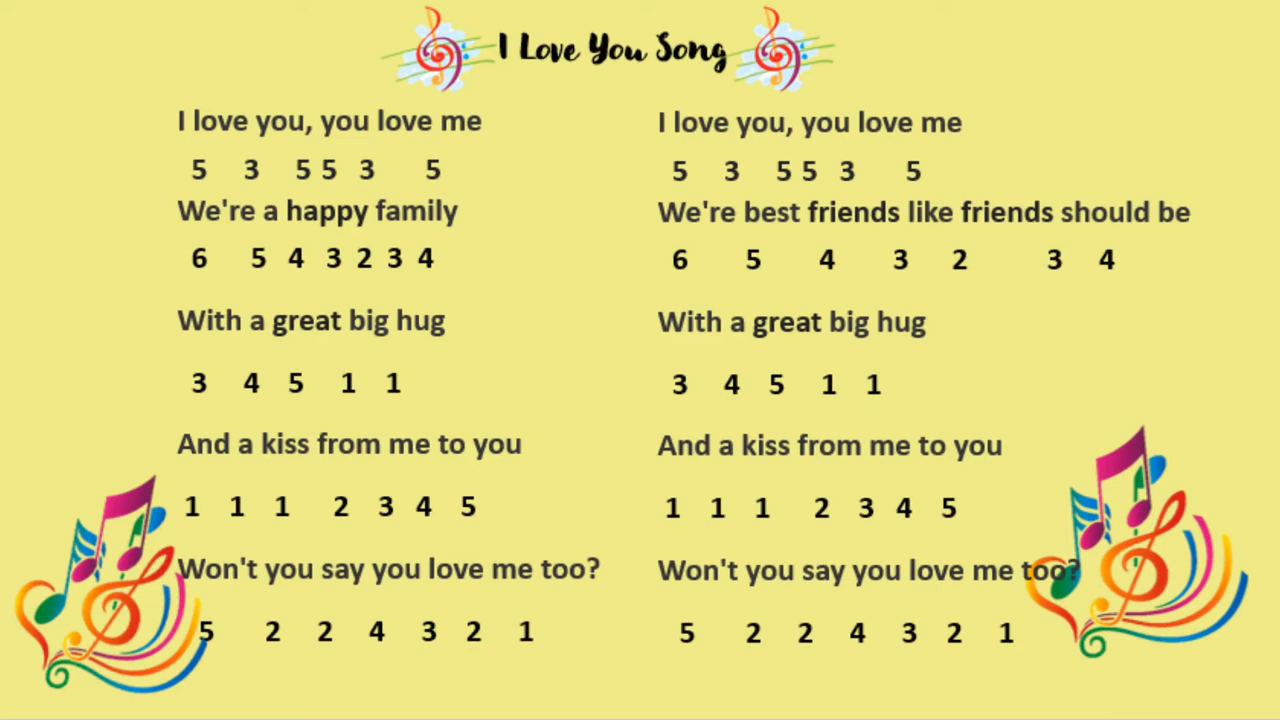 I Love You Song
I love you, you love me
5 3 5 5 3 5
We're a happy family
6 5 4 3 2 3 4
With a great big hug
3 4 5 1 1
And a kiss from me to you
1 1 1 2 3 4 5
Won't you say you love me too?
5 2 2 4 3 2 1
I love you, you love me
5 3 5 5 3 5
We're best friends like friends should be
6 5 4 3 2 3 4
With a great big hug
3 4 5 1 1
And a kiss from me to you
1 1 1 2 3 4 5
Won't you say you love me too?
5 2 2 4 3 2 1